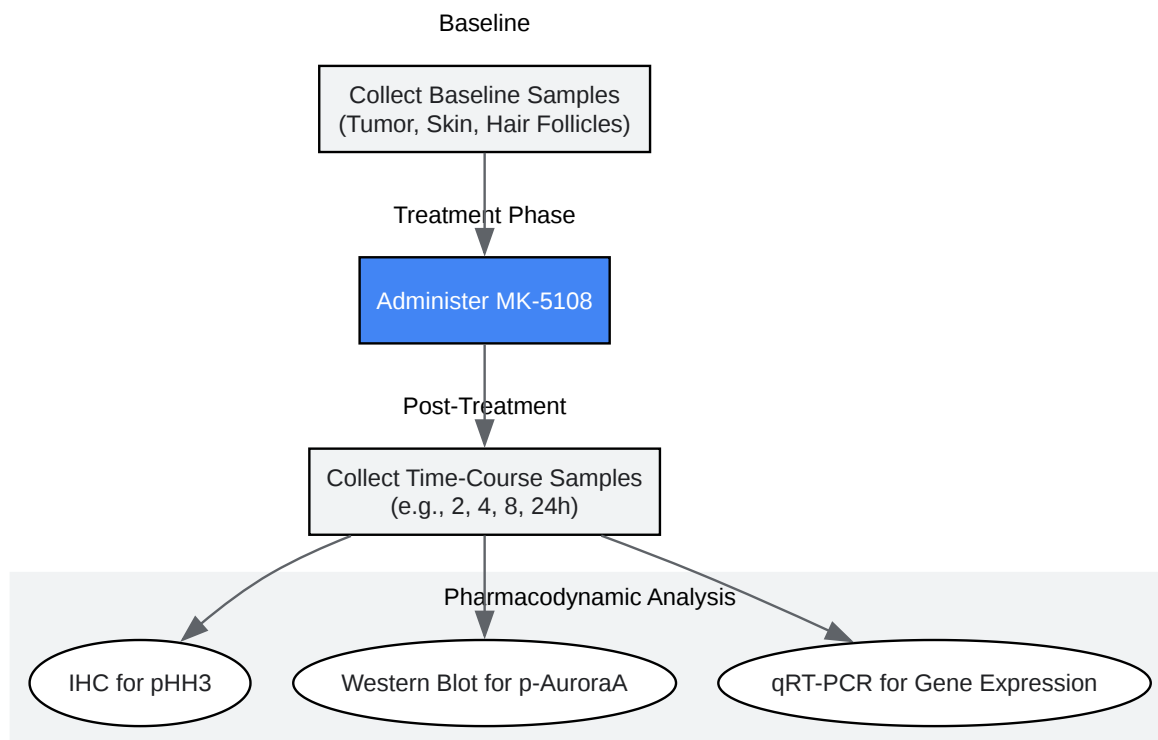 Baseline
Collect Baseline Samples
(Tumor, Skin, Hair Follicles)
Treatment Phase
Administer MK-5108
Post-Treatment
Collect Time-Course Samples
(e.g., 2, 4, 8, 24h)
Pharmacodynamic Analysis
IHC for pHH3
Western Blot for p-AuroraA
qRT-PCR for Gene Expression